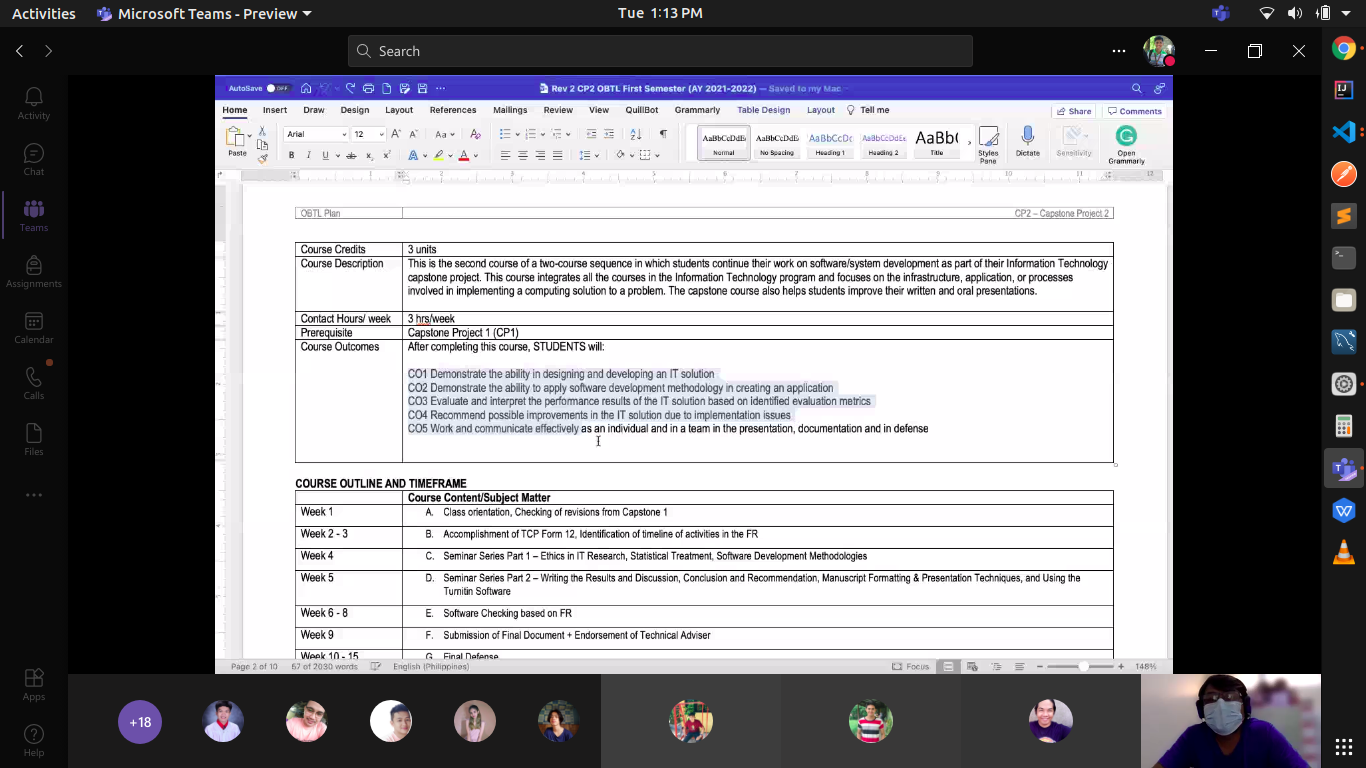 Activities
Microsoft Teams - Preview
Tue 1:13 PM
Search
Activity
Chat
Teams
Assignments
Calendar
Calls
Files
Apps
Help
AutoSave OFF
Rev 2 CP2 OBTL First Semester (AY 2021-2022) — Saved to my Mac
Home Insert Draw Design Layout References Mailings Review View QuillBot Grammarly Table Design Layout Tell me
Share Comments
Paste
Arial 12
AaBbCcDdEe Normal
AaBbCcDdEe No Spacing
AaBbCcDc Heading 1
AaBbCcDdEe Heading 2
AaBb( Title
Styles Pane
Dictate
Sensitivity
Open Grammarly
1 2 3 4 5 6 7 8 9 10 11 12
OBTL Plan CP2 – Capstone Project 2
Course Credits 3 units
Course Description This is the second course of a two-course sequence in which students continue their work on software/system development as part of their Information Technology
capstone project. This course integrates all the courses in the Information Technology program and focuses on the infrastructure, application, or processes
involved in implementing a computing solution to a problem. The capstone course also helps students improve their written and oral presentations.
Contact Hours/ week 3 hrs/week
Prerequisite Capstone Project 1 (CP1)
Course Outcomes After completing this course, STUDENTS will:
CO1 Demonstrate the ability in designing and developing an IT solution
CO2 Demonstrate the ability to apply software development methodology in creating an application
CO3 Evaluate and interpret the performance results of the IT solution based on identified evaluation metrics
CO4 Recommend possible improvements in the IT solution due to implementation issues
CO5 Work and communicate effectively as an individual and in a team in the presentation, documentation and in defense
COURSE OUTLINE AND TIMEFRAME
Course Content/Subject Matter
Week 1 A. Class orientation, Checking of revisions from Capstone 1
Week 2 - 3 B. Accomplishment of TCP Form 12, Identification of timeline of activities in the FR
Week 4 C. Seminar Series Part 1 – Ethics in IT Research, Statistical Treatment, Software Development Methodologies
Week 5 D. Seminar Series Part 2 – Writing the Results and Discussion, Conclusion and Recommendation, Manuscript Formatting & Presentation Techniques, and Using the
Turnitin Software
Week 6 - 8 E. Software Checking based on FR
Week 9 F. Submission of Final Document + Endorsement of Technical Adviser
Week 10 - 15 G. Final Defense
Page 2 of 10 67 of 2030 words English (Philippines) Focus 148%
+18